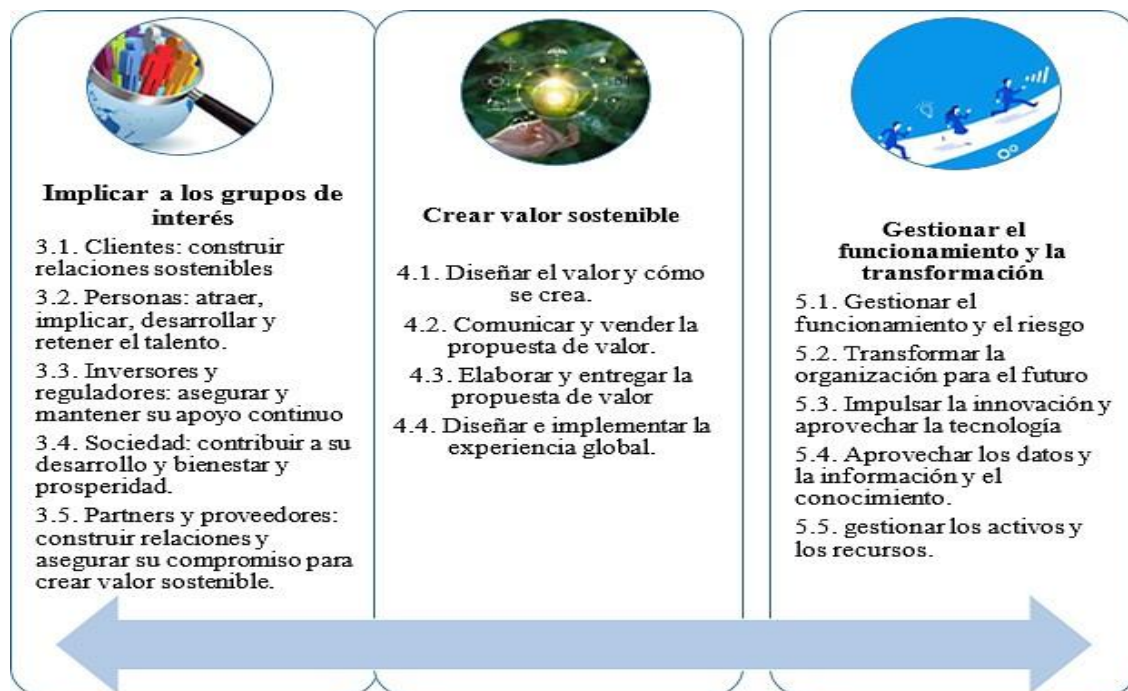 Implicar a los grupos de
interés
3.1. Clientes: construir
relaciones sostenibles
3.2. Personas: atraer,
implicar, desarrollar y
retener el talento.
3.3. Inversores y
reguladores: asegurar y
mantener su apoyo continuo
3.4. Sociedad: contribuir a su
desarrollo y bienestar y
prosperidad.
3.5. Partners y proveedores:
construir relaciones y
asegurar su compromiso para
crear valor sostenible.
Crear valor sostenible
4.1. Diseñar el valor y cómo
se crea.
4.2. Comunicar y vender la
propuesta de valor.
4.3. Elaborar y entregar la
propuesta de valor
4.4. Diseñar e implementar la
experiencia global.
Gestionar el
funcionamiento y la
transformación
5.1. Gestionar el
funcionamiento y el riesgo
5.2. Transformar la
organización para el futuro
5.3. Impulsar la innovación y
aprovechar la tecnología
5.4. Aprovechar los datos y
la información y el
conocimiento.
5.5. gestionar los activos y
los recursos.